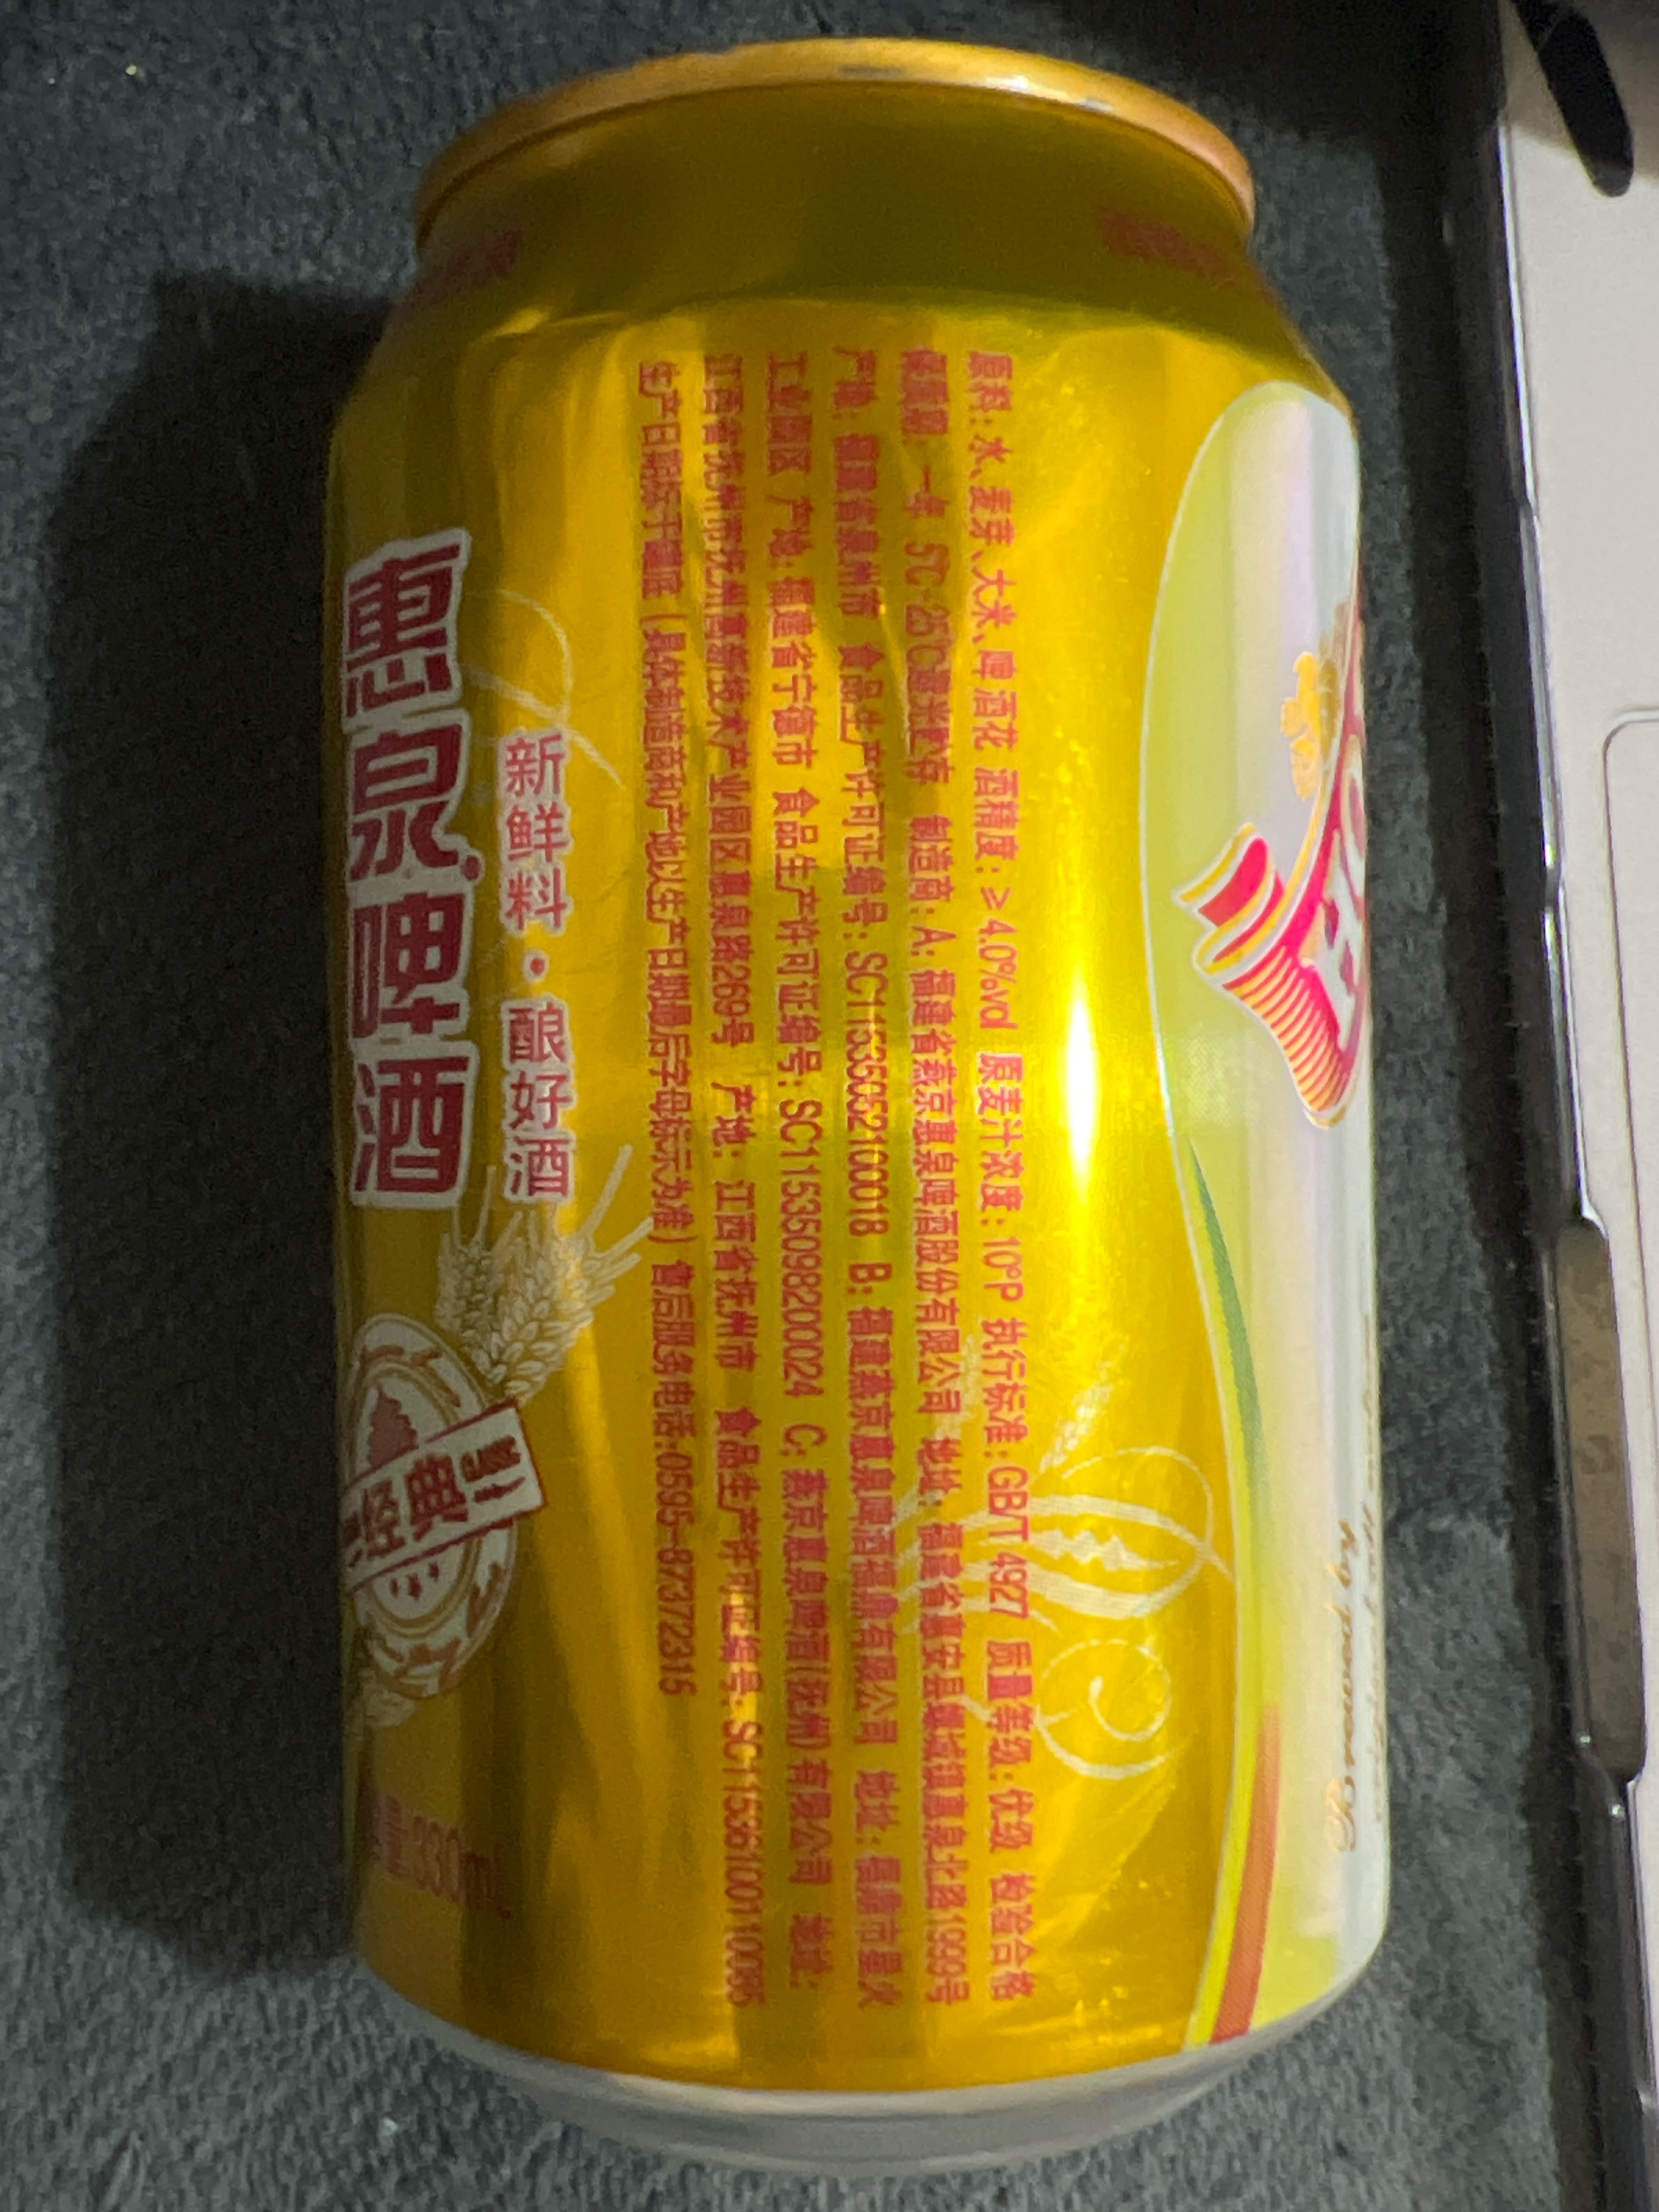 原料:水、麦芽、大米、啤酒花 酒精度:≥4.0%vol 原麦汁浓度:10°P 执行标准:GB/T 4927 质量等级:优级 检验合格
保质期:一年 5℃-25℃避光贮存 制造商:A:福建省燕京惠泉啤酒股份有限公司 地址:福建省惠安县螺城镇惠泉北路1999号
产地:福建省泉州市 食品生产许可证编号:SC11535052100018 B:福建燕京惠泉啤酒福鼎有限公司 地址:福鼎市星火
工业园区 产地:福建省宁德市 食品生产许可证编号:SC11535098200024 C:燕京惠泉啤酒(抚州)有限公司 地址:
江西省抚州市抚州高新技术产业园区惠泉路269号 产地:江西省抚州市 食品生产许可证编号:SC11536100110095
生产日期标于罐底(具体制造商和产地以生产日期最后字母标示为准)售后服务电话:0595-87372315
新鲜料·酿好酒
惠泉啤酒
经典